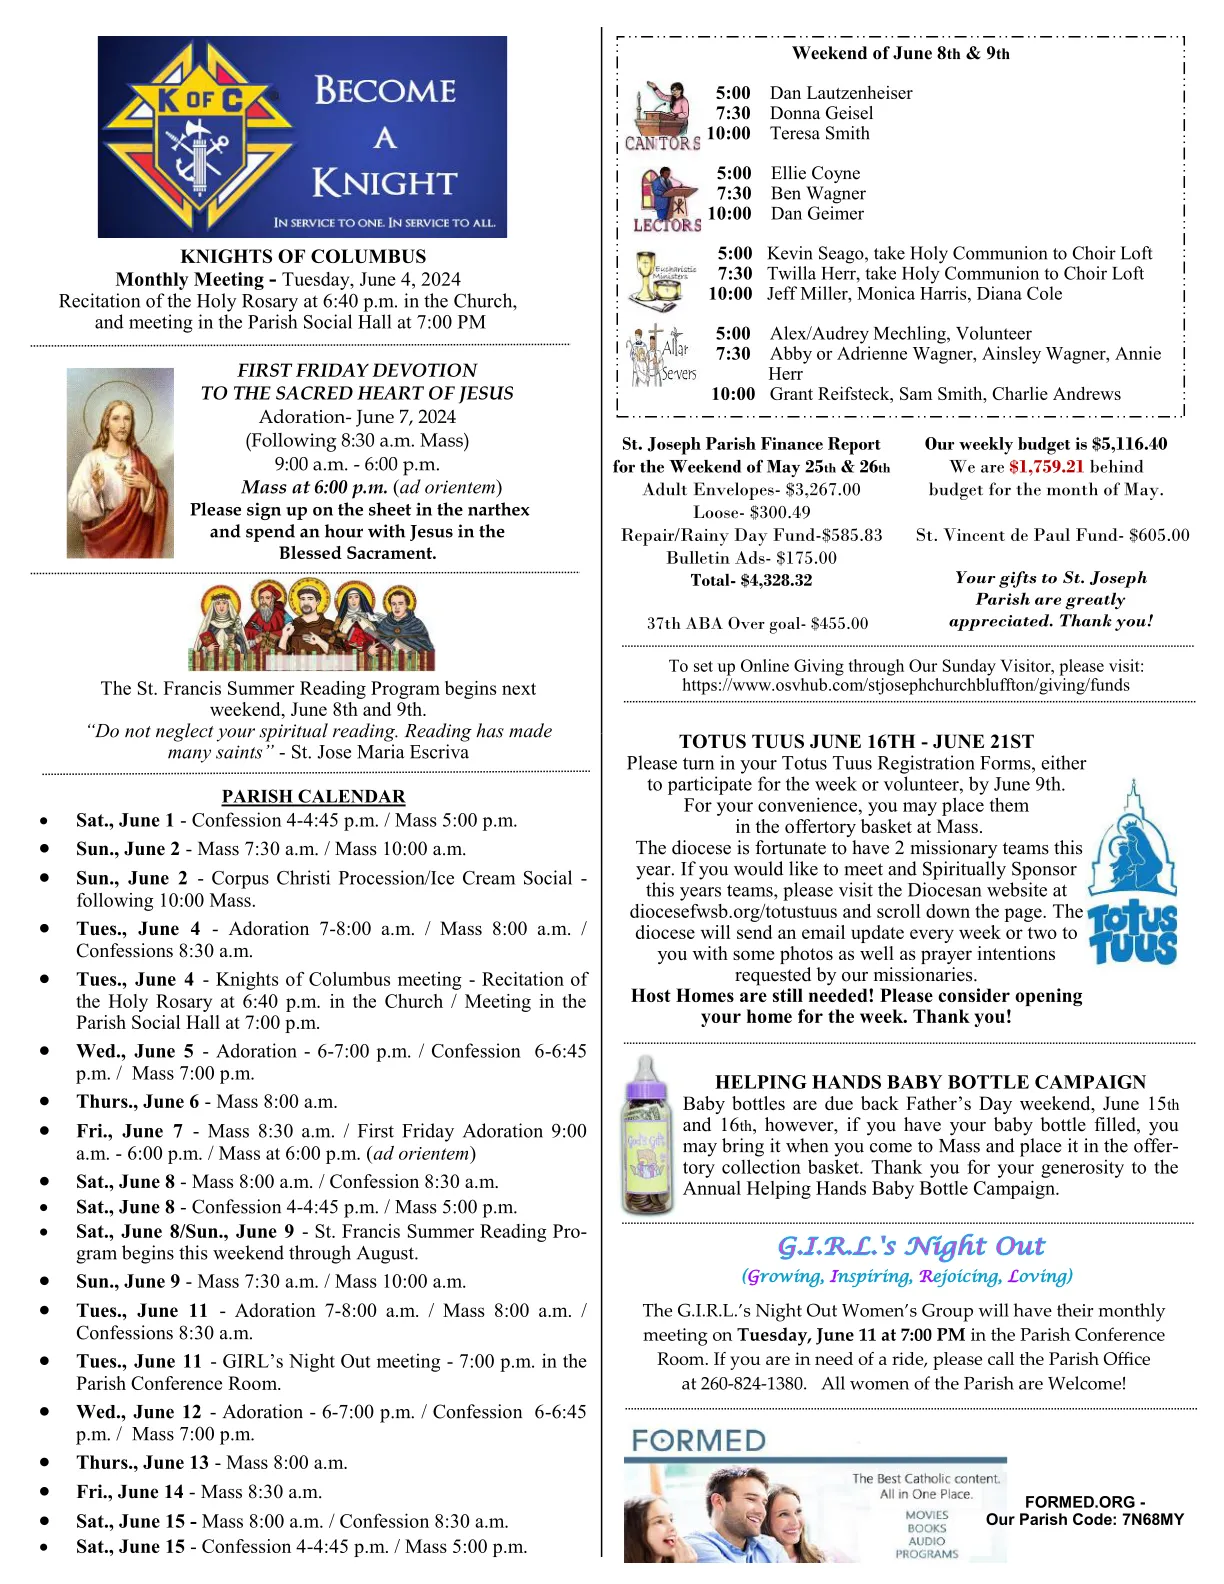 K OF C
BECOME
A
KNIGHT
IN SERVICE TO ONE. IN SERVICE TO ALL.
KNIGHTS OF COLUMBUS
Monthly Meeting - Tuesday, June 4, 2024
Recitation of the Holy Rosary at 6:40 p.m. in the Church,
and meeting in the Parish Social Hall at 7:00 PM
FIRST FRIDAY DEVOTION
TO THE SACRED HEART OF JESUS
Adoration- June 7, 2024
(Following 8:30 a.m. Mass)
9:00 a.m. - 6:00 p.m.
Mass at 6:00 p.m. (ad orientem)
Please sign up on the sheet in the narthex
and spend an hour with Jesus in the
Blessed Sacrament.
The St. Francis Summer Reading Program begins next
weekend, June 8th and 9th.
“Do not neglect your spiritual reading. Reading has made
many saints” - St. Jose Maria Escriva
PARISH CALENDAR
• Sat., June 1 - Confession 4-4:45 p.m. / Mass 5:00 p.m.
• Sun., June 2 - Mass 7:30 a.m. / Mass 10:00 a.m.
• Sun., June 2 - Corpus Christi Procession/Ice Cream Social -
following 10:00 Mass.
• Tues., June 4 - Adoration 7-8:00 a.m. / Mass 8:00 a.m. /
Confessions 8:30 a.m.
• Tues., June 4 - Knights of Columbus meeting - Recitation of
the Holy Rosary at 6:40 p.m. in the Church / Meeting in the
Parish Social Hall at 7:00 p.m.
• Wed., June 5 - Adoration - 6-7:00 p.m. / Confession 6-6:45
p.m. / Mass 7:00 p.m.
• Thurs., June 6 - Mass 8:00 a.m.
• Fri., June 7 - Mass 8:30 a.m. / First Friday Adoration 9:00
a.m. - 6:00 p.m. / Mass at 6:00 p.m. (ad orientem)
• Sat., June 8 - Mass 8:00 a.m. / Confession 8:30 a.m.
• Sat., June 8 - Confession 4-4:45 p.m. / Mass 5:00 p.m.
• Sat., June 8/Sun., June 9 - St. Francis Summer Reading Pro-
gram begins this weekend through August.
• Sun., June 9 - Mass 7:30 a.m. / Mass 10:00 a.m.
• Tues., June 11 - Adoration 7-8:00 a.m. / Mass 8:00 a.m. /
Confessions 8:30 a.m.
• Tues., June 11 - GIRL’s Night Out meeting - 7:00 p.m. in the
Parish Conference Room.
• Wed., June 12 - Adoration - 6-7:00 p.m. / Confession 6-6:45
p.m. / Mass 7:00 p.m.
• Thurs., June 13 - Mass 8:00 a.m.
• Fri., June 14 - Mass 8:30 a.m.
• Sat., June 15 - Mass 8:00 a.m. / Confession 8:30 a.m.
• Sat., June 15 - Confession 4-4:45 p.m. / Mass 5:00 p.m.
Weekend of June 8th & 9th
CANTORS
5:00 Dan Lautzenheiser
7:30 Donna Geisel
10:00 Teresa Smith
LECTORS
5:00 Ellie Coyne
7:30 Ben Wagner
10:00 Dan Geimer
Eucharistic
Ministers
5:00 Kevin Seago, take Holy Communion to Choir Loft
7:30 Twilla Herr, take Holy Communion to Choir Loft
10:00 Jeff Miller, Monica Harris, Diana Cole
Altar
Servers
5:00 Alex/Audrey Mechling, Volunteer
7:30 Abby or Adrienne Wagner, Ainsley Wagner, Annie
Herr
10:00 Grant Reifsteck, Sam Smith, Charlie Andrews
St. Joseph Parish Finance Report
for the Weekend of May 25th & 26th
Adult Envelopes- $3,267.00
Loose- $300.49
Repair/Rainy Day Fund-$585.83
Bulletin Ads- $175.00
Total- $4,328.32
37th ABA Over goal- $455.00
Our weekly budget is $5,116.40
We are $1,759.21 behind
budget for the month of May.
St. Vincent de Paul Fund- $605.00
Your gifts to St. Joseph
Parish are greatly
appreciated. Thank you!
To set up Online Giving through Our Sunday Visitor, please visit:
https://www.osvhub.com/stjosephchurchbluffton/giving/funds
TOTUS TUUS JUNE 16TH - JUNE 21ST
Please turn in your Totus Tuus Registration Forms, either
to participate for the week or volunteer, by June 9th.
For your convenience, you may place them
in the offertory basket at Mass.
The diocese is fortunate to have 2 missionary teams this
year. If you would like to meet and Spiritually Sponsor
this years teams, please visit the Diocesan website at
diocesefwsb.org/totustuus and scroll down the page. The
diocese will send an email update every week or two to
you with some photos as well as prayer intentions
requested by our missionaries.
Host Homes are still needed! Please consider opening
your home for the week. Thank you!
TOTUS
TUUS
HELPING HANDS BABY BOTTLE CAMPAIGN
Baby bottles are due back Father’s Day weekend, June 15th
and 16th, however, if you have your baby bottle filled, you
may bring it when you come to Mass and place it in the offer-
tory collection basket. Thank you for your generosity to the
Annual Helping Hands Baby Bottle Campaign.
God's Gift
G.I.R.L.'s Night Out
(Growing, Inspiring, Rejoicing, Loving)
The G.I.R.L.’s Night Out Women’s Group will have their monthly
meeting on Tuesday, June 11 at 7:00 PM in the Parish Conference
Room. If you are in need of a ride, please call the Parish Office
at 260-824-1380. All women of the Parish are Welcome!
FORMED
The Best Catholic content.
All in One Place.
MOVIES
BOOKS
AUDIO
PROGRAMS
FORMED.ORG -
Our Parish Code: 7N68MY